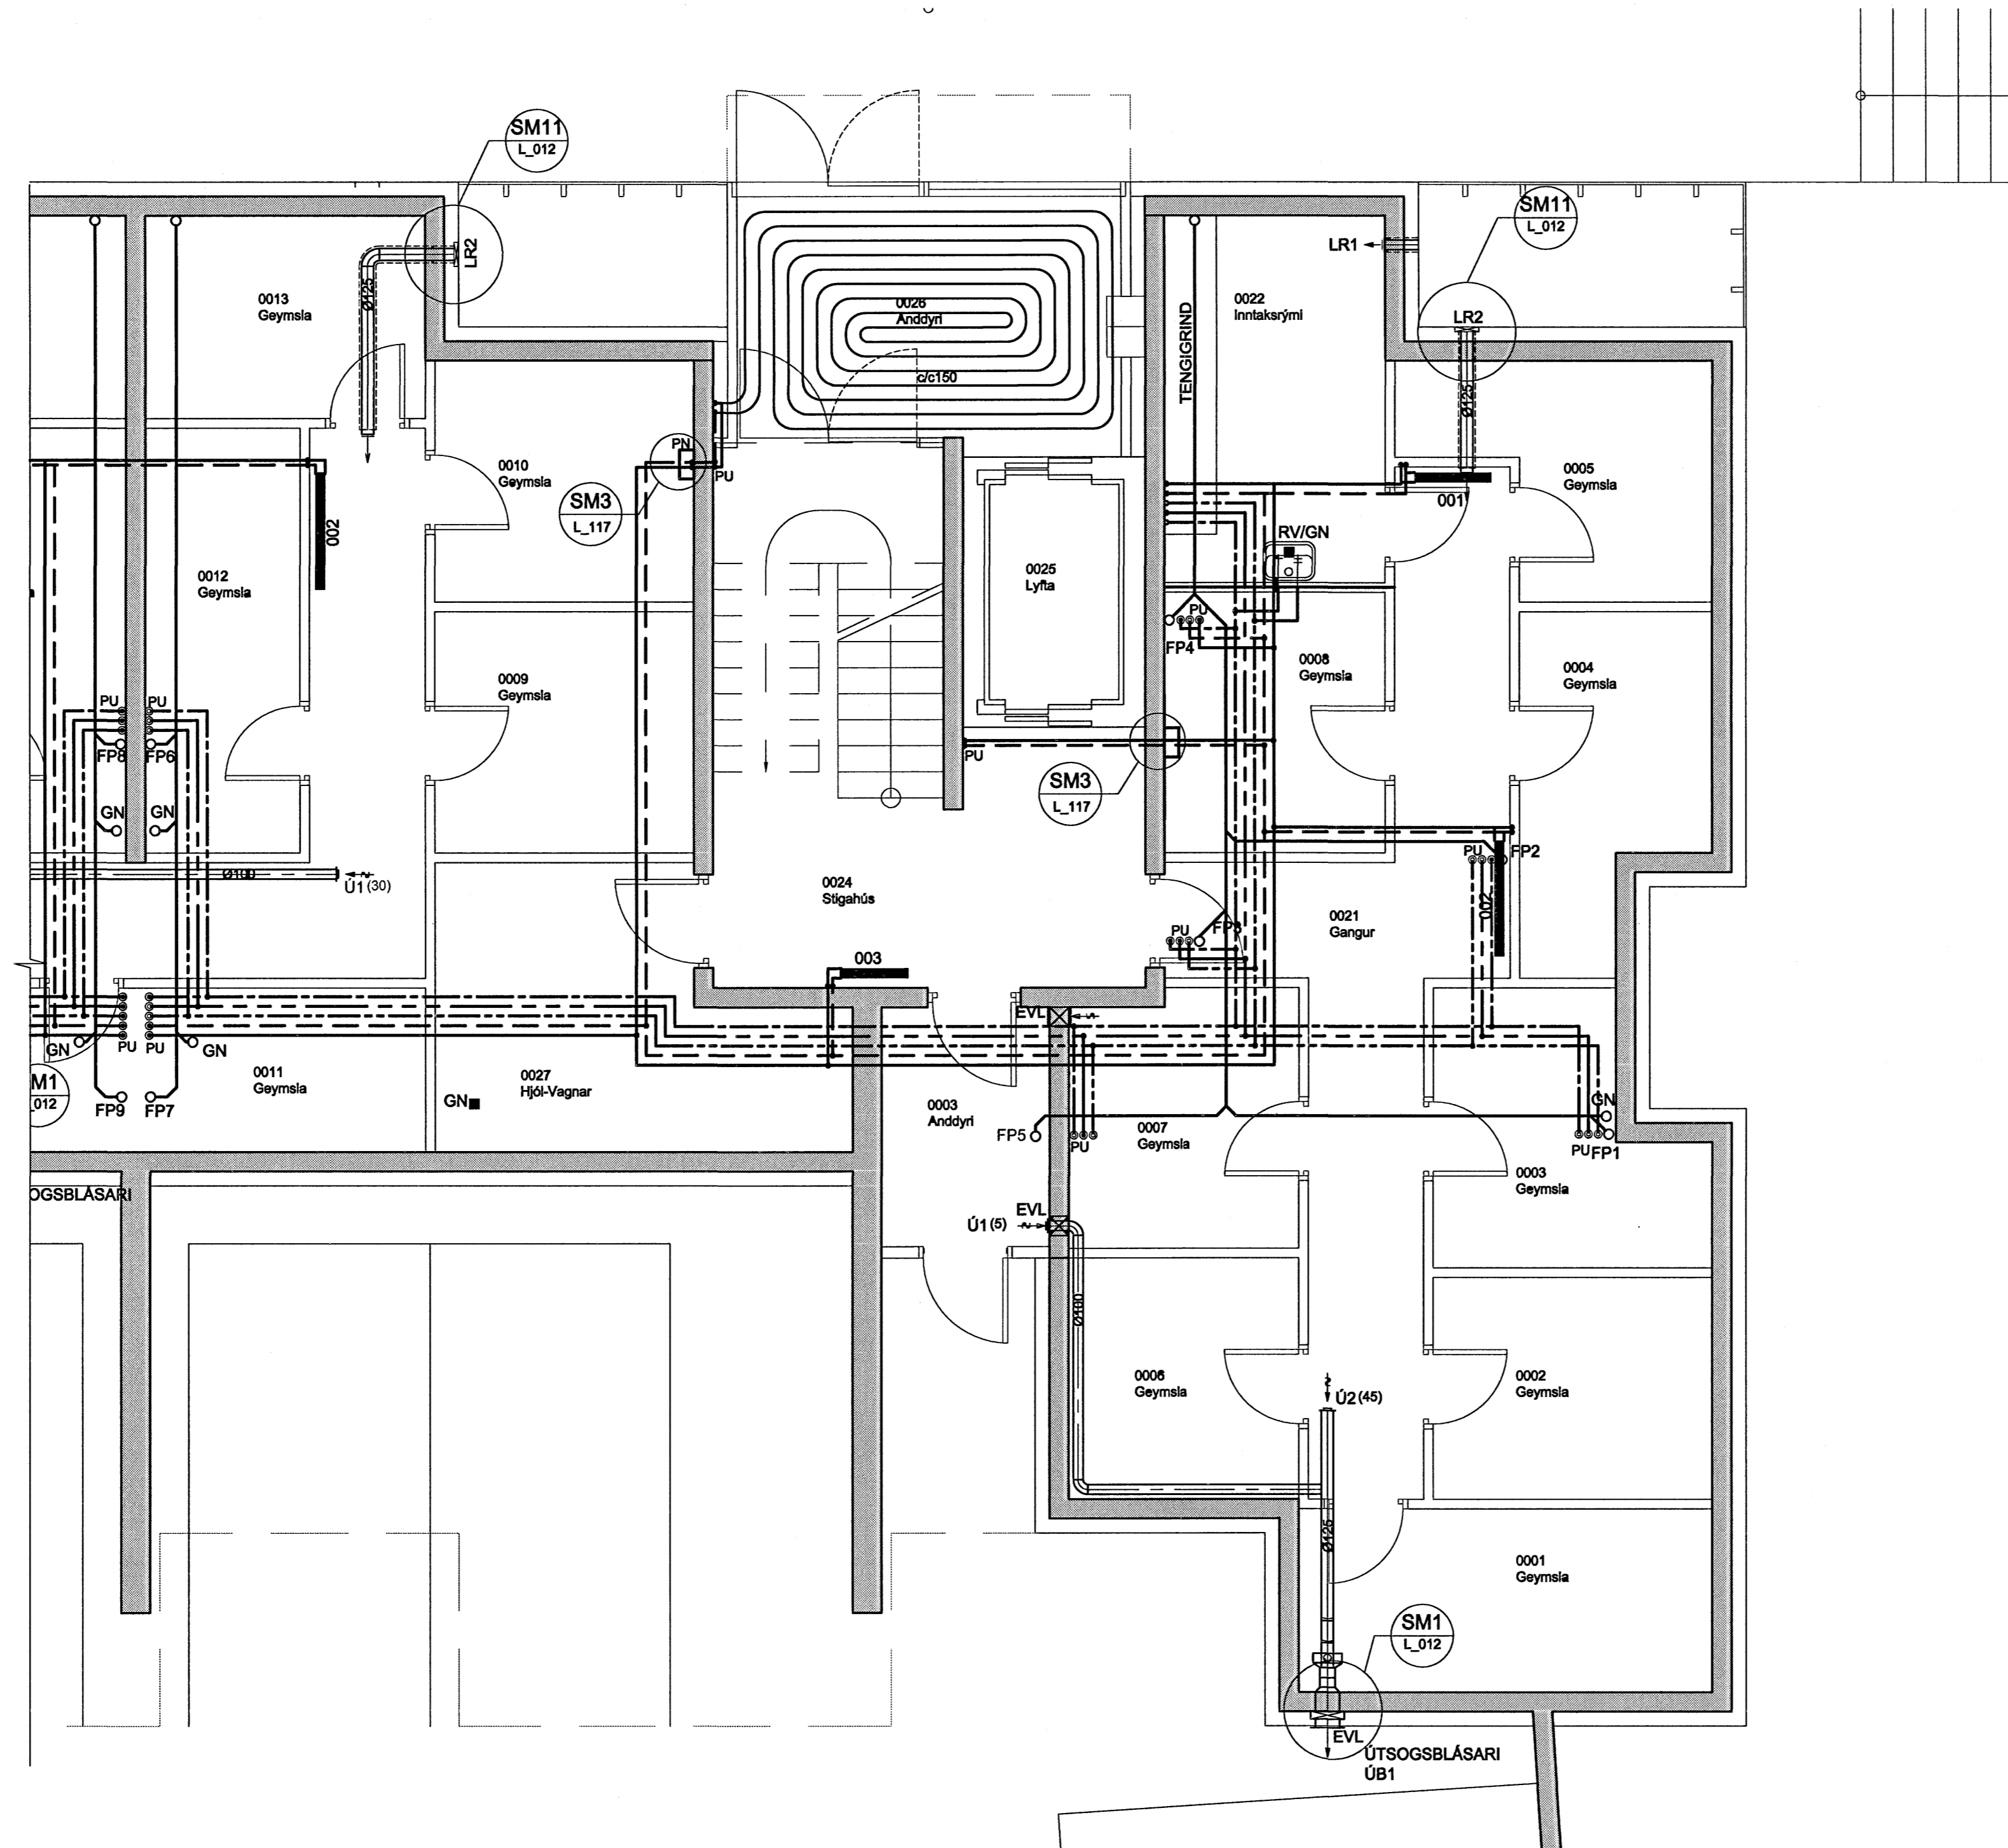 SM11
L_012
SM11
L_012
LR2
Ø125
0013
Geymsla
0026
Anddyri
c/c150
TENGIGRIND
LR1
0022
Inntaksrými
LR2
Ø125
PN
PU
0010
Geymsla
SM3
L_117
002
001
0005
Geymsla
RV/GN
0012
Geymsla
0025
Lyfta
PU
FP4
0008
Geymsla
0004
Geymsla
0009
Geymsla
PU
PU
FP8
FP6
PU
SM3
L_117
GN
GN
PU
FP2
Ø100
Ú1 (30)
0024
Stigahús
002
0021
Gangur
PU
FP3
003
EVL
GN
PU
PU
GN
M1
_012
0011
Geymsla
0027
Hjól-Vagnar
GN
FP9
FP7
0003
Anddyri
FP5
PU
0007
Geymsla
GN
PU
FP1
0003
Geymsla
OGSBLÁSARI
EVL
Ú1 (5)
Ø100
0006
Geymsla
Ú2 (45)
0002
Geymsla
Ø125
0001
Geymsla
SM1
L_012
EVL
ÚTSOGSBLÁSARI
ÚB1